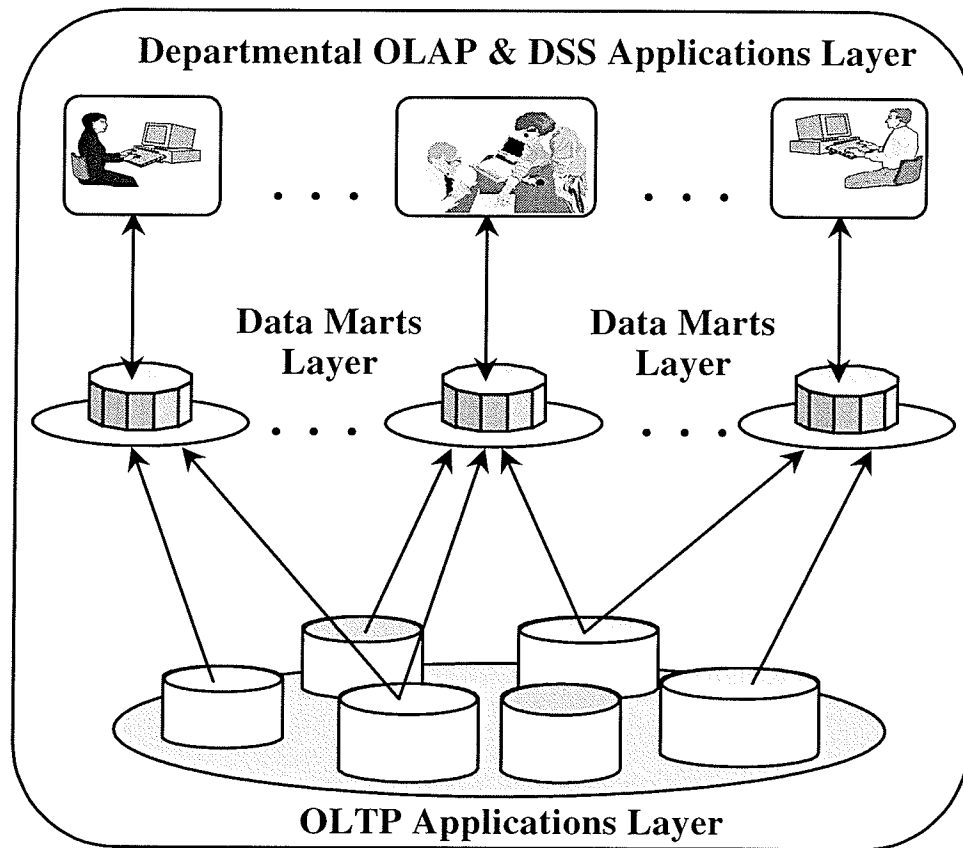 Departmental OLAP & DSS Applications Layer
. . .
. . .
Data Marts
Layer
Data Marts
Layer
. . .
. . .
OLTP Applications Layer